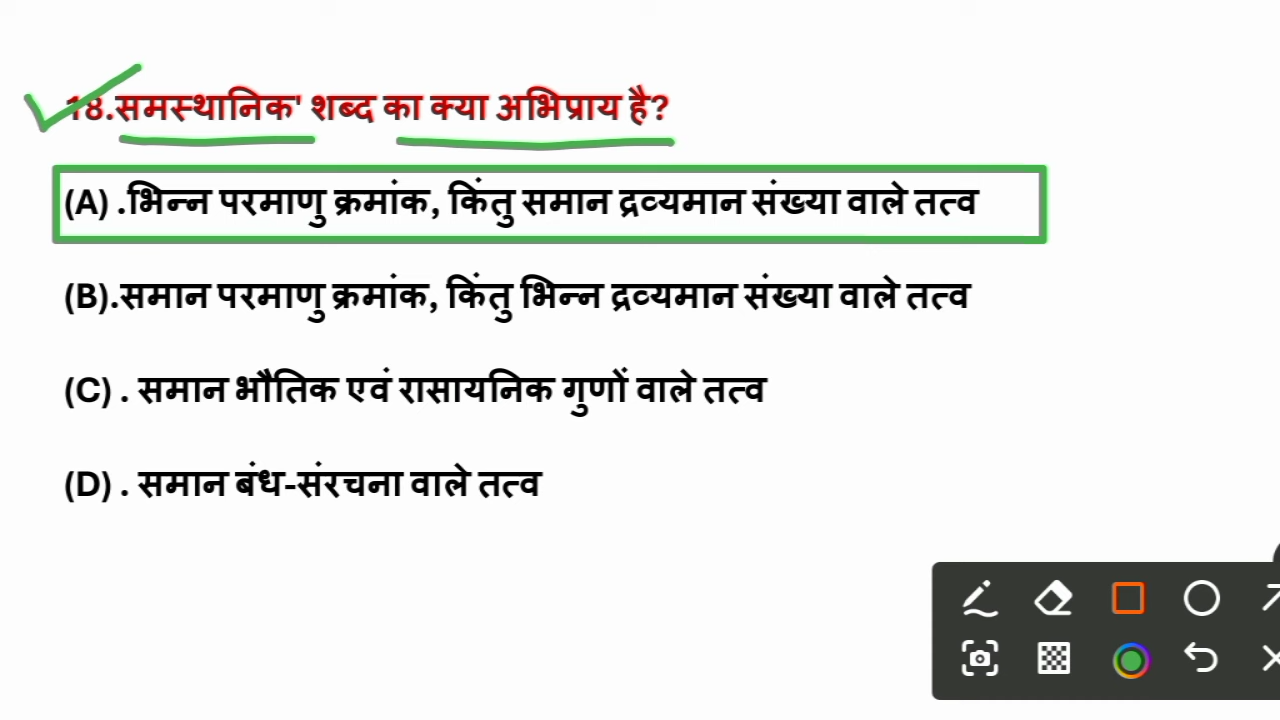 18.समस्थानिक' शब्द का क्या अभिप्राय है?
(A) .भिन्न परमाणु क्रमांक, किंतु समान द्रव्यमान संख्या वाले तत्व
(B).समान परमाणु क्रमांक, किंतु भिन्न द्रव्यमान संख्या वाले तत्व
(C) . समान भौतिक एवं रासायनिक गुणों वाले तत्व
(D) . समान बंध-संरचना वाले तत्व